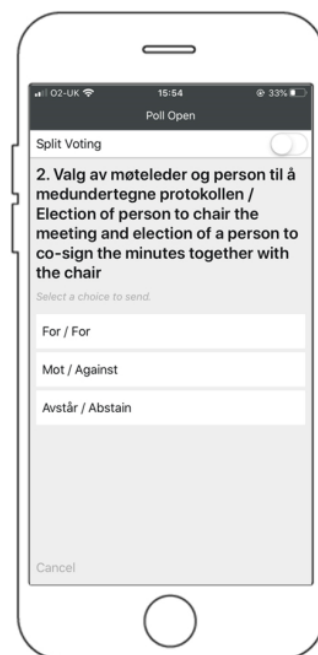 O2-UK 15:54 33%
Poll Open
Split Voting
2. Valg av møteleder og person til å
medundertegne protokollen /
Election of person to chair the
meeting and election of a person to
co-sign the minutes together with
the chair
Select a choice to send.
For / For
Mot / Against
Avstår / Abstain
Cancel